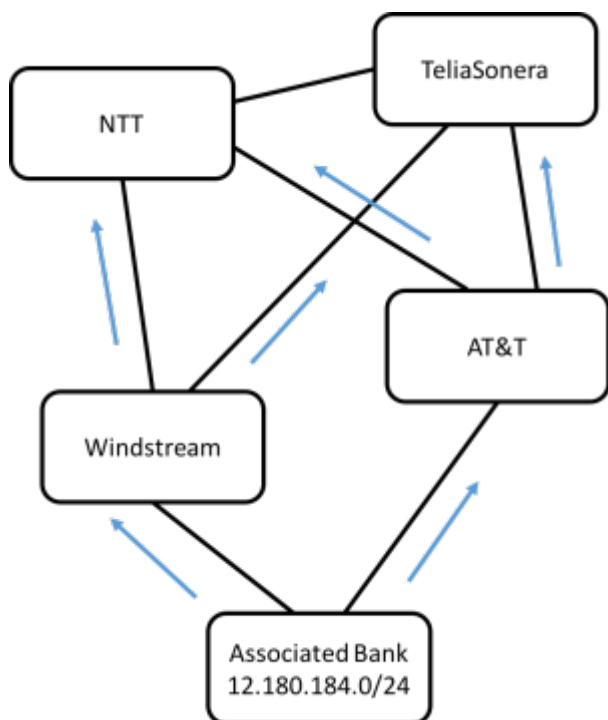 TeliaSonera
NTT
AT&T
Windstream
Associated Bank
12.180.184.0/24